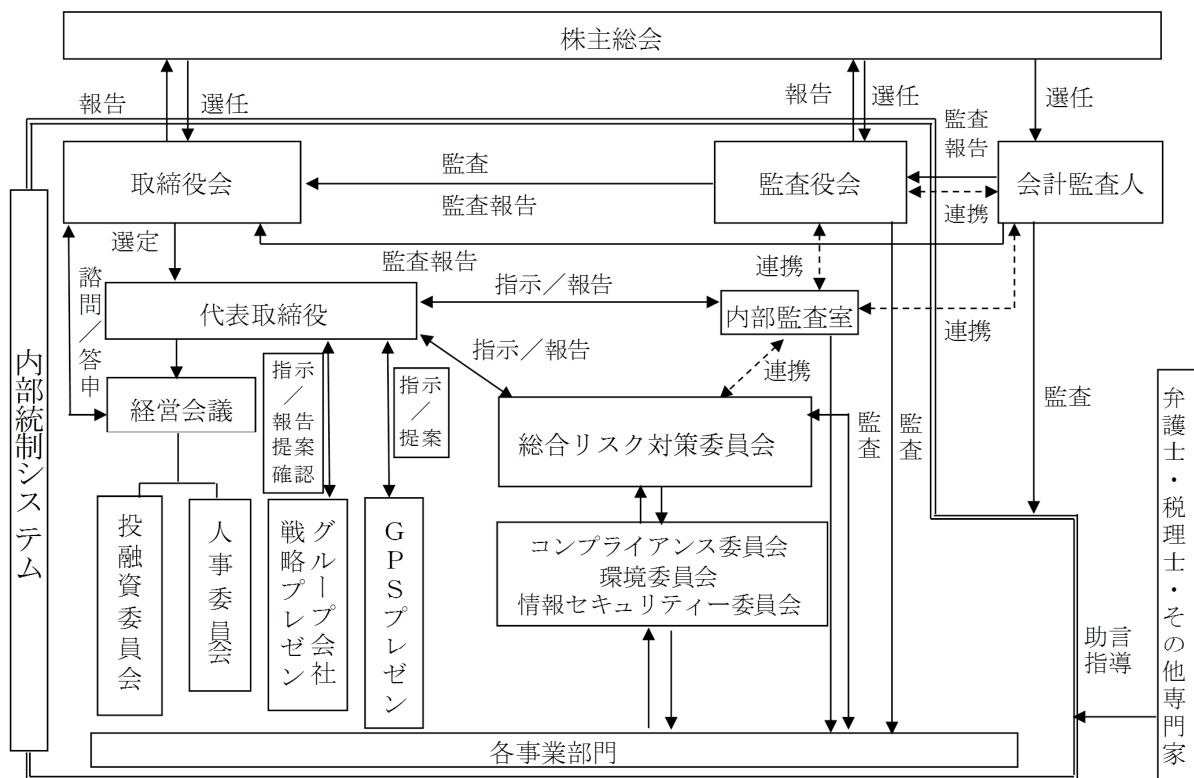 株主総会
報告
選任
報告
選任
選任
監査
報告
取締役会
監査
監査報告
監査役会
会計監査人
連携
選定
監査報告
連携
諮問／答申
指示／報告
代表取締役
内部監査室
連携
内部統制システム
指示／報告
連携
指示
／
報告
提案
確認
指示
／
提案
経営会議
総合リスク対策委員会
監査
監査
監査
弁護士・税理士・その他専門家
投融資委員会
人事委員会
グループ会社
戦略プレゼン
ＧＰＳプレゼン
コンプライアンス委員会
環境委員会
情報セキュリティー委員会
助言
指導
各事業部門